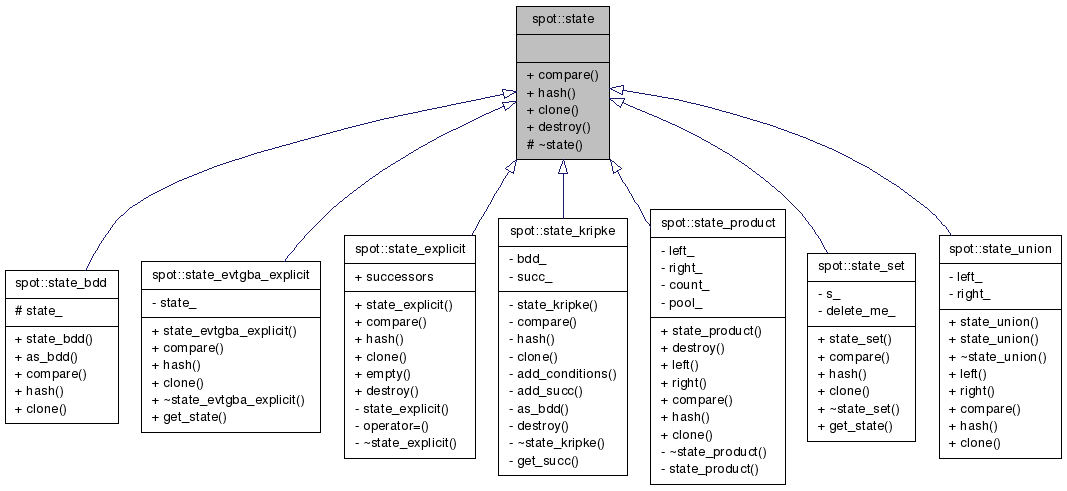 spot::state
+ compare()
+ hash()
+ clone()
+ destroy()
# ~state()
spot::state_bdd
# state_
+ state_bdd()
+ as_bdd()
+ compare()
+ hash()
+ clone()
spot::state_evtgba_explicit
- state_
+ state_evtgba_explicit()
+ compare()
+ hash()
+ clone()
+ ~state_evtgba_explicit()
+ get_state()
spot::state_explicit
+ successors
+ state_explicit()
+ compare()
+ hash()
+ clone()
+ empty()
+ destroy()
- state_explicit()
- operator=()
- ~state_explicit()
spot::state_kripke
- bdd_
- succ_
- state_kripke()
- compare()
- hash()
- clone()
- add_conditions()
- add_succ()
- as_bdd()
- destroy()
- ~state_kripke()
- get_succ()
spot::state_product
- left_
- right_
- count_
- pool_
+ state_product()
+ destroy()
+ left()
+ right()
+ compare()
+ hash()
+ clone()
- ~state_product()
- state_product()
spot::state_set
- s_
- delete_me_
+ state_set()
+ compare()
+ hash()
+ clone()
+ ~state_set()
+ get_state()
spot::state_union
- left_
- right_
+ state_union()
+ state_union()
+ ~state_union()
+ left()
+ right()
+ compare()
+ hash()
+ clone()